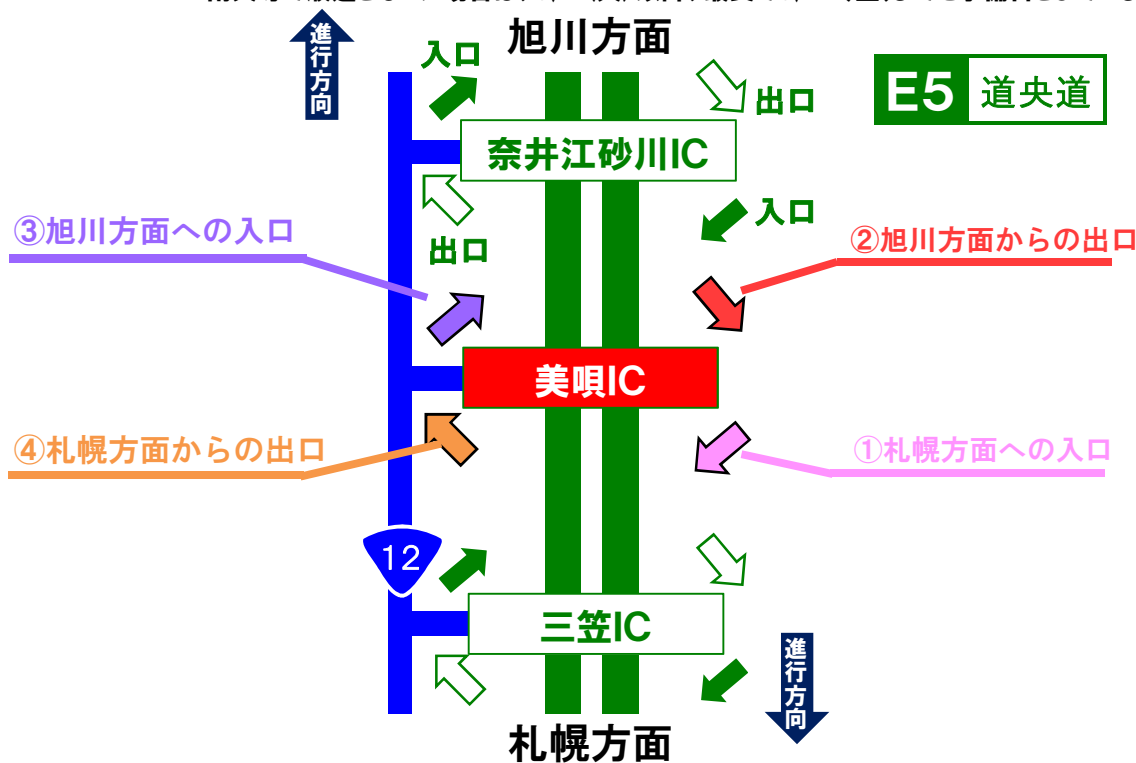 進行方向
旭川方面
E5 道央道
入口
出口
奈井江砂川IC
③旭川方面への入口
出口
入口
②旭川方面からの出口
美唄IC
④札幌方面からの出口
①札幌方面への入口
12
三笠IC
進行方向
札幌方面